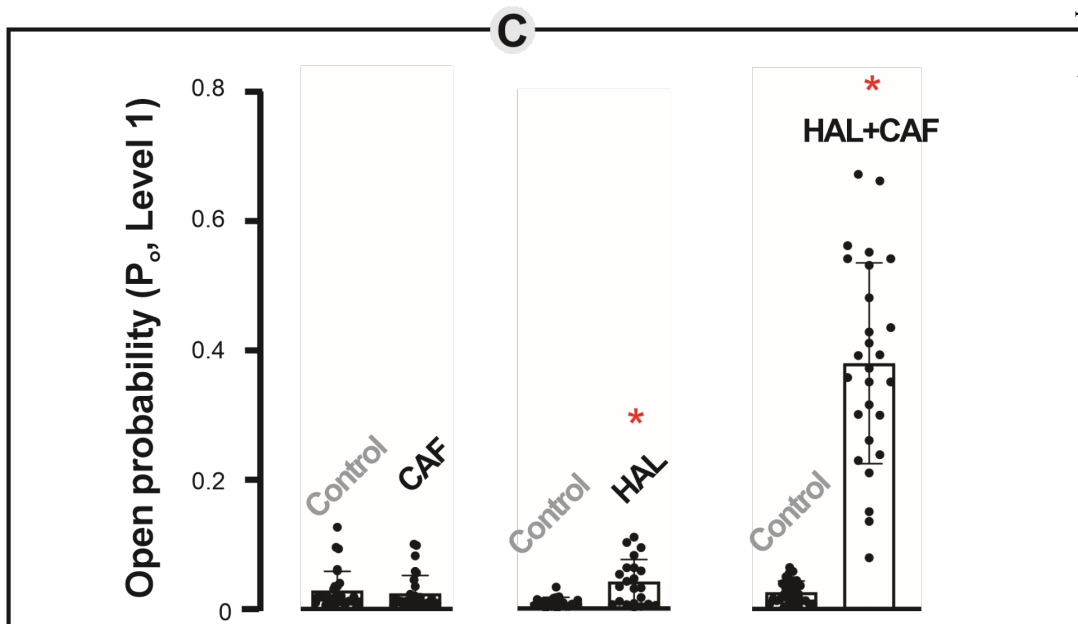 C
Open probability (Pₒ, Level 1)
0.8
0.6
0.4
0.2
0
Control
CAF
Control
*
HAL
Control
*
HAL+CAF